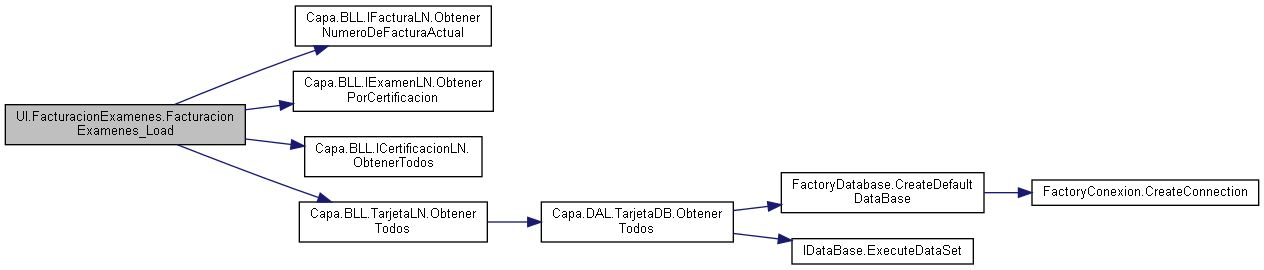 Capa.BLL.IFacturaLN.Obtener
NumeroDeFacturaActual
Capa.BLL.IExamenLN.Obtener
PorCertificacion
UI.FacturacionExamenes.Facturacion
Examenes_Load
Capa.BLL.ICertificacionLN.
ObtenerTodos
Capa.BLL.TarjetaLN.Obtener
Todos
Capa.DAL.TarjetaDB.Obtener
Todos
FactoryDatabase.CreateDefault
DataBase
FactoryConexion.CreateConnection
IDataBase.ExecuteDataSet